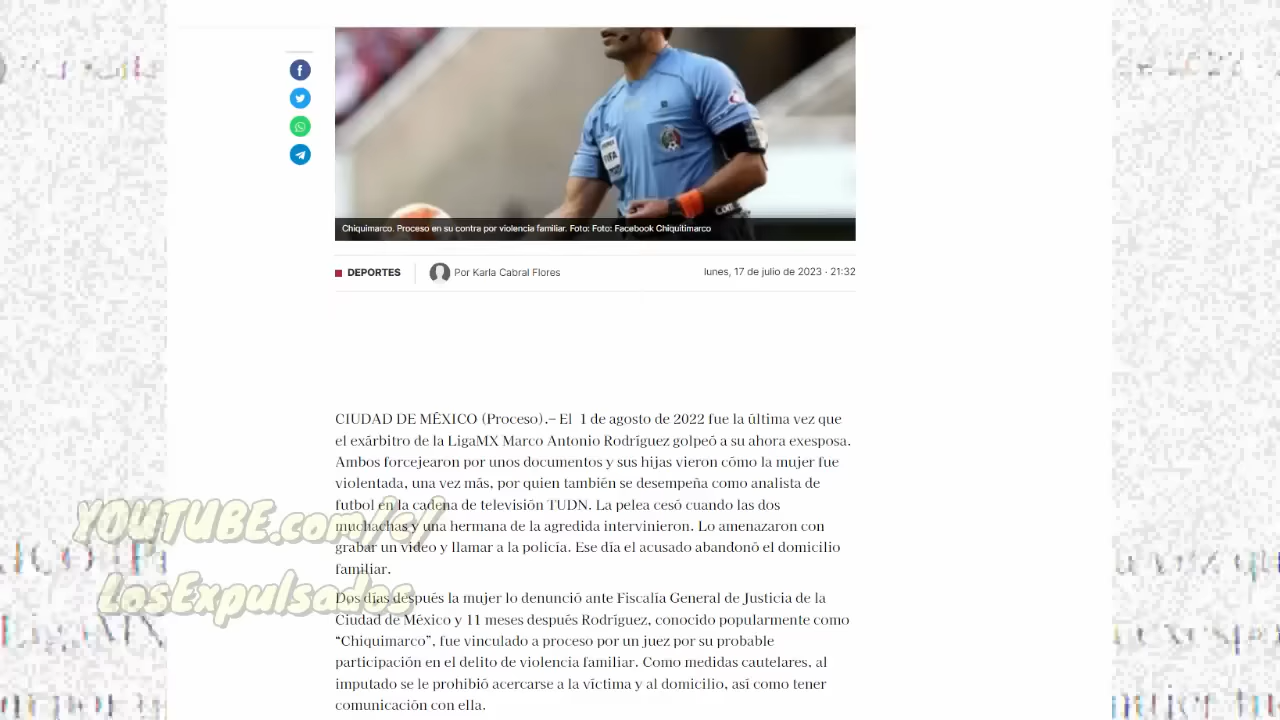 Chiquimarco. Proceso en su contra por violencia familiar. Foto: Foto: Facebook Chiquitimarco
DEPORTES
Por Karla Cabral Flores
lunes, 17 de julio de 2023 · 21:32
CIUDAD DE MÉXICO (Proceso).– El 1 de agosto de 2022 fue la última vez que
el exárbitro de la LigaMX Marco Antonio Rodríguez golpeó a su ahora exesposa.
Ambos forcejearon por unos documentos y sus hijas vieron cómo la mujer fue
violentada, una vez más, por quien también se desempeña como analista de
futbol en la cadena de televisión TUDN. La pelea cesó cuando las dos
muchachas y una hermana de la agredida intervinieron. Lo amenazaron con
grabar un video y llamar a la policía. Ese día el acusado abandonó el domicilio
familiar.
Dos días después la mujer lo denunció ante Fiscalía General de Justicia de la
Ciudad de México y 11 meses después Rodríguez, conocido popularmente como
“Chiquimarco”, fue vinculado a proceso por un juez por su probable
participación en el delito de violencia familiar. Como medidas cautelares, al
imputado se le prohibió acercarse a la víctima y al domicilio, así como tener
comunicación con ella.
YOUTUBE.com/c/
LosExpulsados